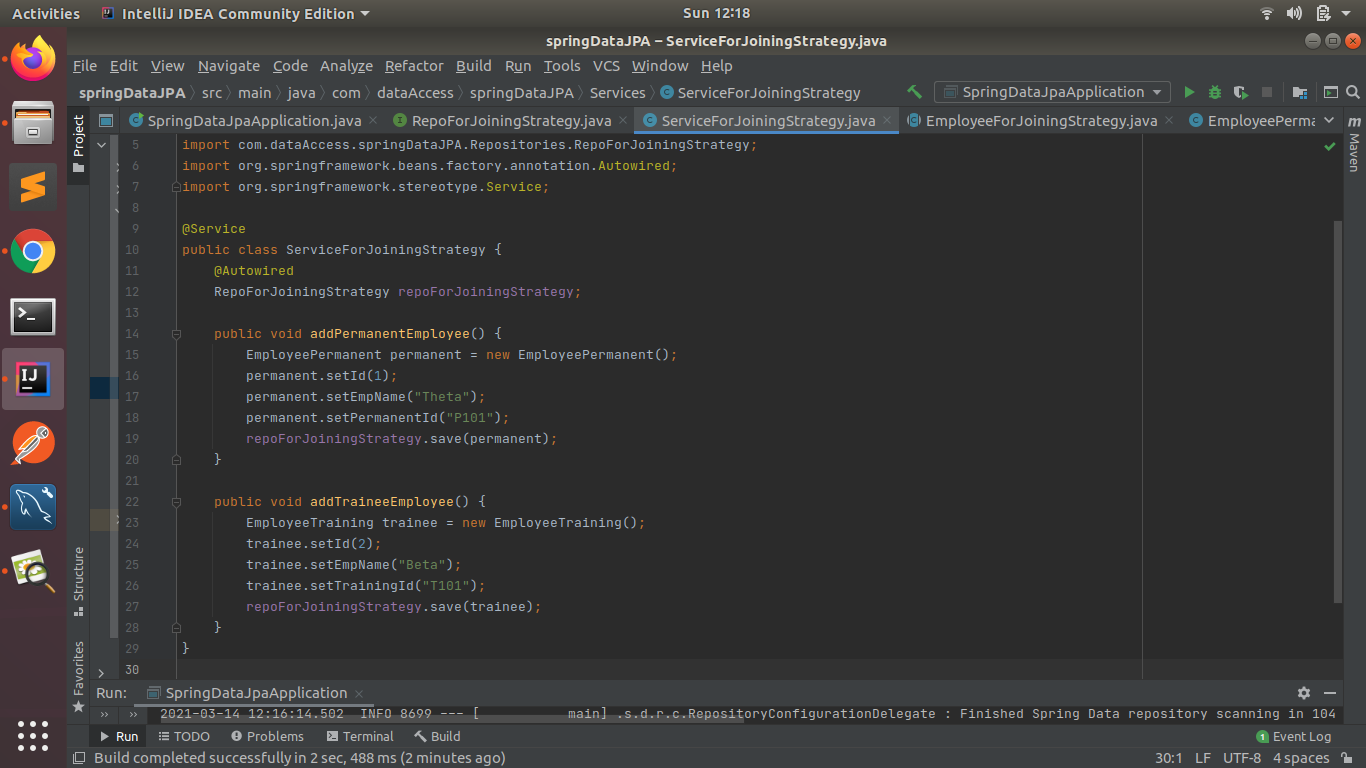 Activities IntelliJ IDEA Community Edition Sun 12:18
springDataJPA – ServiceForJoiningStrategy.java
File Edit View Navigate Code Analyze Refactor Build Run Tools VCS Window Help
springDataJPA src main java com dataAccess springDataJPA Services ServiceForJoiningStrategy SpringDataJpaApplication
Project SpringDataJpaApplication.java RepoForJoiningStrategy.java ServiceForJoiningStrategy.java EmployeeForJoiningStrategy.java EmployeePerma
Maven
5 import com.dataAccess.springDataJPA.Repositories.RepoForJoiningStrategy;
6 import org.springframework.beans.factory.annotation.Autowired;
7 import org.springframework.stereotype.Service;
8
9 @Service
10 public class ServiceForJoiningStrategy {
11 @Autowired
12 RepoForJoiningStrategy repoForJoiningStrategy;
13
14 public void addPermanentEmployee() {
15 EmployeePermanent permanent = new EmployeePermanent();
16 permanent.setId(1);
17 permanent.setEmpName("Theta");
18 permanent.setPermanentId("P101");
19 repoForJoiningStrategy.save(permanent);
20 }
21
22 public void addTraineeEmployee() {
23 EmployeeTraining trainee = new EmployeeTraining();
24 trainee.setId(2);
25 trainee.setEmpName("Beta");
26 trainee.setTrainingId("T101");
27 repoForJoiningStrategy.save(trainee);
28 }
29 }
30
Structure
Favorites
Run: SpringDataJpaApplication
2021-03-14 12:16:14.502 INFO 8699 --- [ main] .s.d.r.c.RepositoryConfigurationDelegate : Finished Spring Data repository scanning in 104
Run TODO Problems Terminal Build 1 Event Log
Build completed successfully in 2 sec, 488 ms (2 minutes ago) 30:1 LF UTF-8 4 spaces